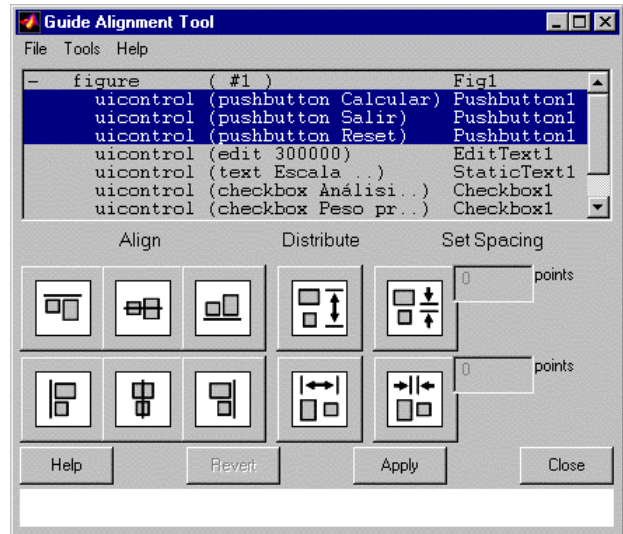 Guide Alignment Tool
File Tools Help
− figure ( #1 ) Fig1
uicontrol (pushbutton Calcular) Pushbutton1
uicontrol (pushbutton Salir) Pushbutton1
uicontrol (pushbutton Reset) Pushbutton1
uicontrol (edit 300000) EditText1
uicontrol (text Escala ..) StaticText1
uicontrol (checkbox Análisi..) Checkbox1
uicontrol (checkbox Peso pr..) Checkbox1
Align Distribute Set Spacing
0 points
0 points
Help Revert Apply Close